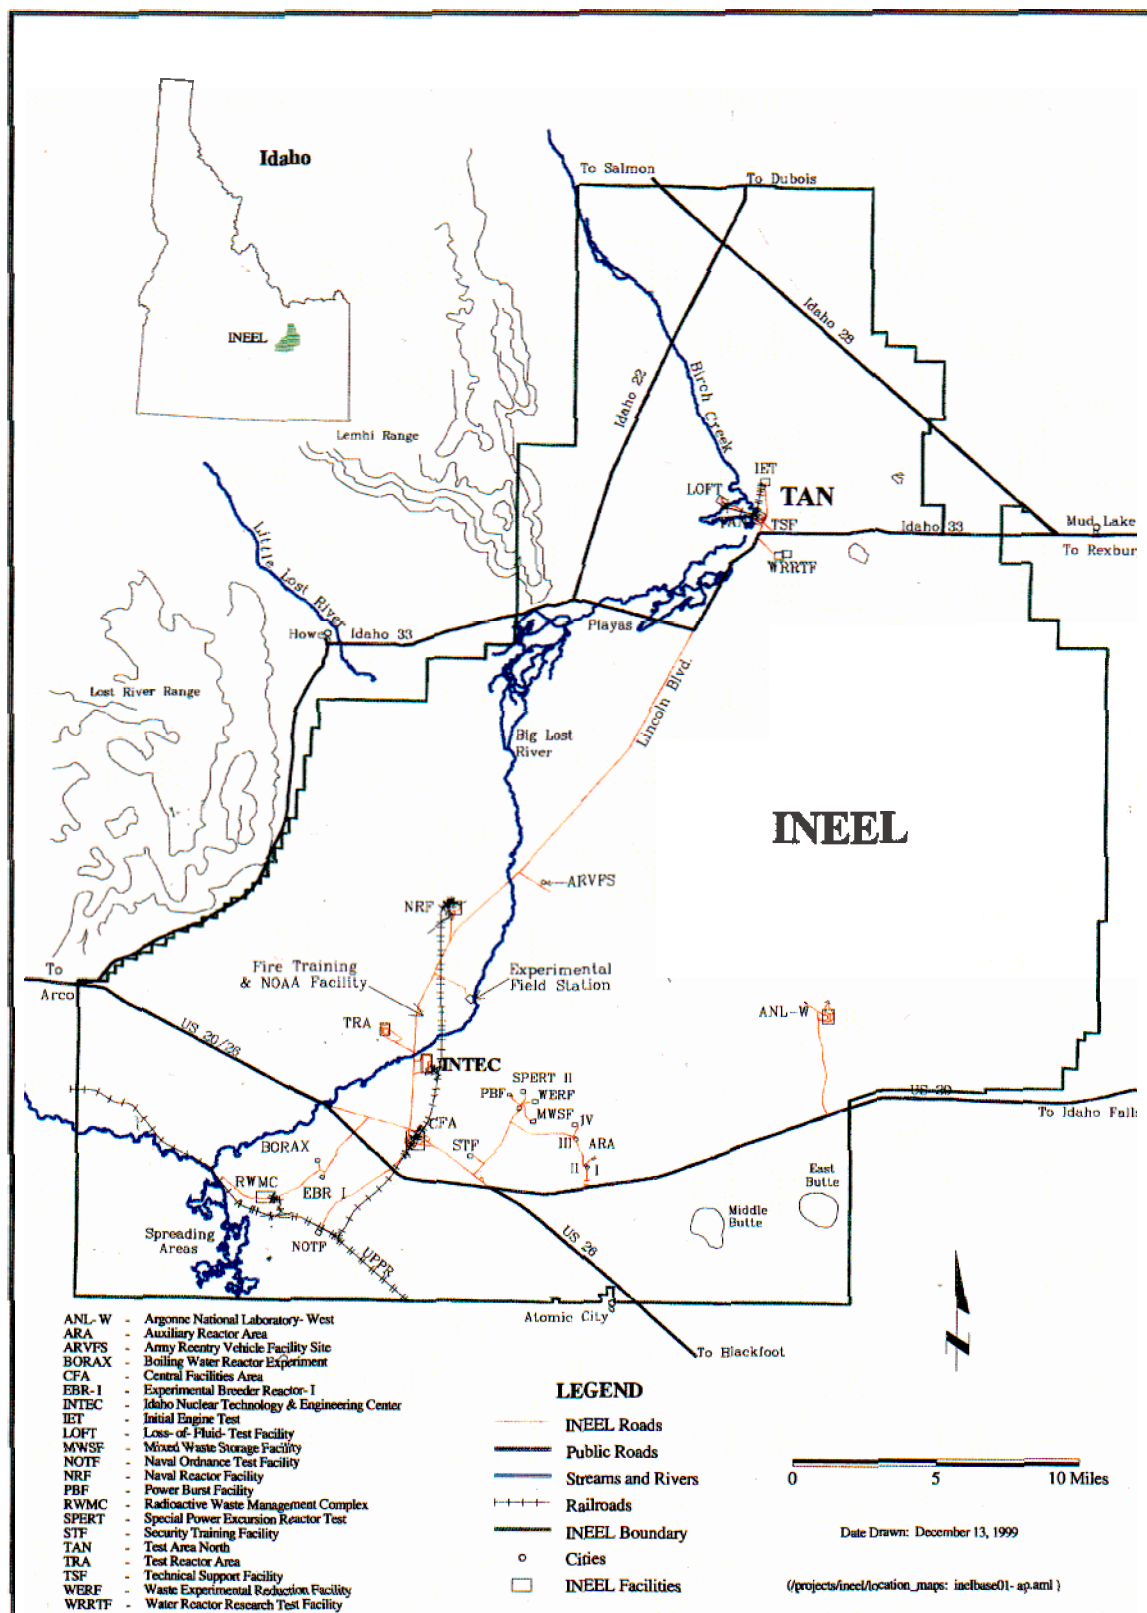 Idaho
To Salmon
To Dubois
Idaho 28
INEEL
Idaho 22
Birch Creek
Lemhi Range
IET
LOFT
TAN
TAN
TSF
Idaho 33
Mud Lake
To Rexbur
WRRTF
Little Lost River
Howe
Idaho 33
Playas
Lost River Range
Lincoln Blvd.
Big Lost
River
INEEL
ARVFS
NRF
To
Arco
Fire Training
& NOAA Facility
Experimental
Field Station
ANL-W
TRA
US 20/26
INTEC
SPERT II
PBF
WERF
MWSF
IV
US-20
To Idaho Falls
CFA
STF
III
ARA
BORAX
II
I
RWMC
EBR I
East
Butte
Middle
Butte
Spreading
Areas
NOTF
UPPR
US 26
Atomic City
To Blackfoot
N
ANL-W - Argonne National Laboratory-West
ARA - Auxiliary Reactor Area
ARVFS - Army Reentry Vehicle Facility Site
BORAX - Boiling Water Reactor Experiment
CFA - Central Facilities Area
EBR-I - Experimental Breeder Reactor-I
INTEC - Idaho Nuclear Technology & Engineering Center
IET - Initial Engine Test
LOFT - Loss-of-Fluid-Test Facility
MWSF - Mixed Waste Storage Facility
NOTF - Naval Ordnance Test Facility
NRF - Naval Reactor Facility
PBF - Power Burst Facility
RWMC - Radioactive Waste Management Complex
SPERT - Special Power Excursion Reactor Test
STF - Security Training Facility
TAN - Test Area North
TRA - Test Reactor Area
TSF - Technical Support Facility
WERF - Waste Experimental Reduction Facility
WRRTF - Water Reactor Research Test Facility
LEGEND
INEEL Roads
Public Roads
Streams and Rivers
Railroads
INEEL Boundary
Cities
INEEL Facilities
0 5 10 Miles
Date Drawn: December 13, 1999
(/projects/ineel/location_maps: inelbase01-ap.aml )